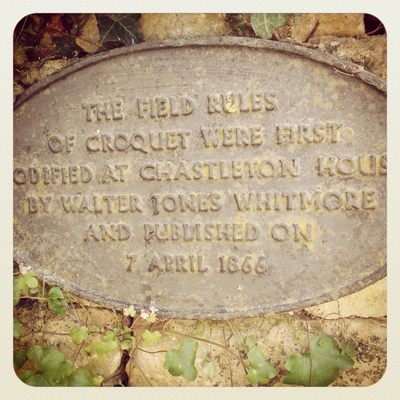 THE FIELD RULES
OF CROQUET WERE FIRST
ODIFIED AT CHASTLETON HOUS
BY WALTER JONES WHITMORE
AND PUBLISHED ON
7 APRIL 1866